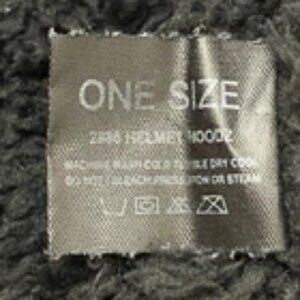 ONE SIZE
HELMET HOODZ
MACHINE WASH COLD TUMBLE DRY COOL
DO NOT BLEACH PRESS IRON OR STEAM